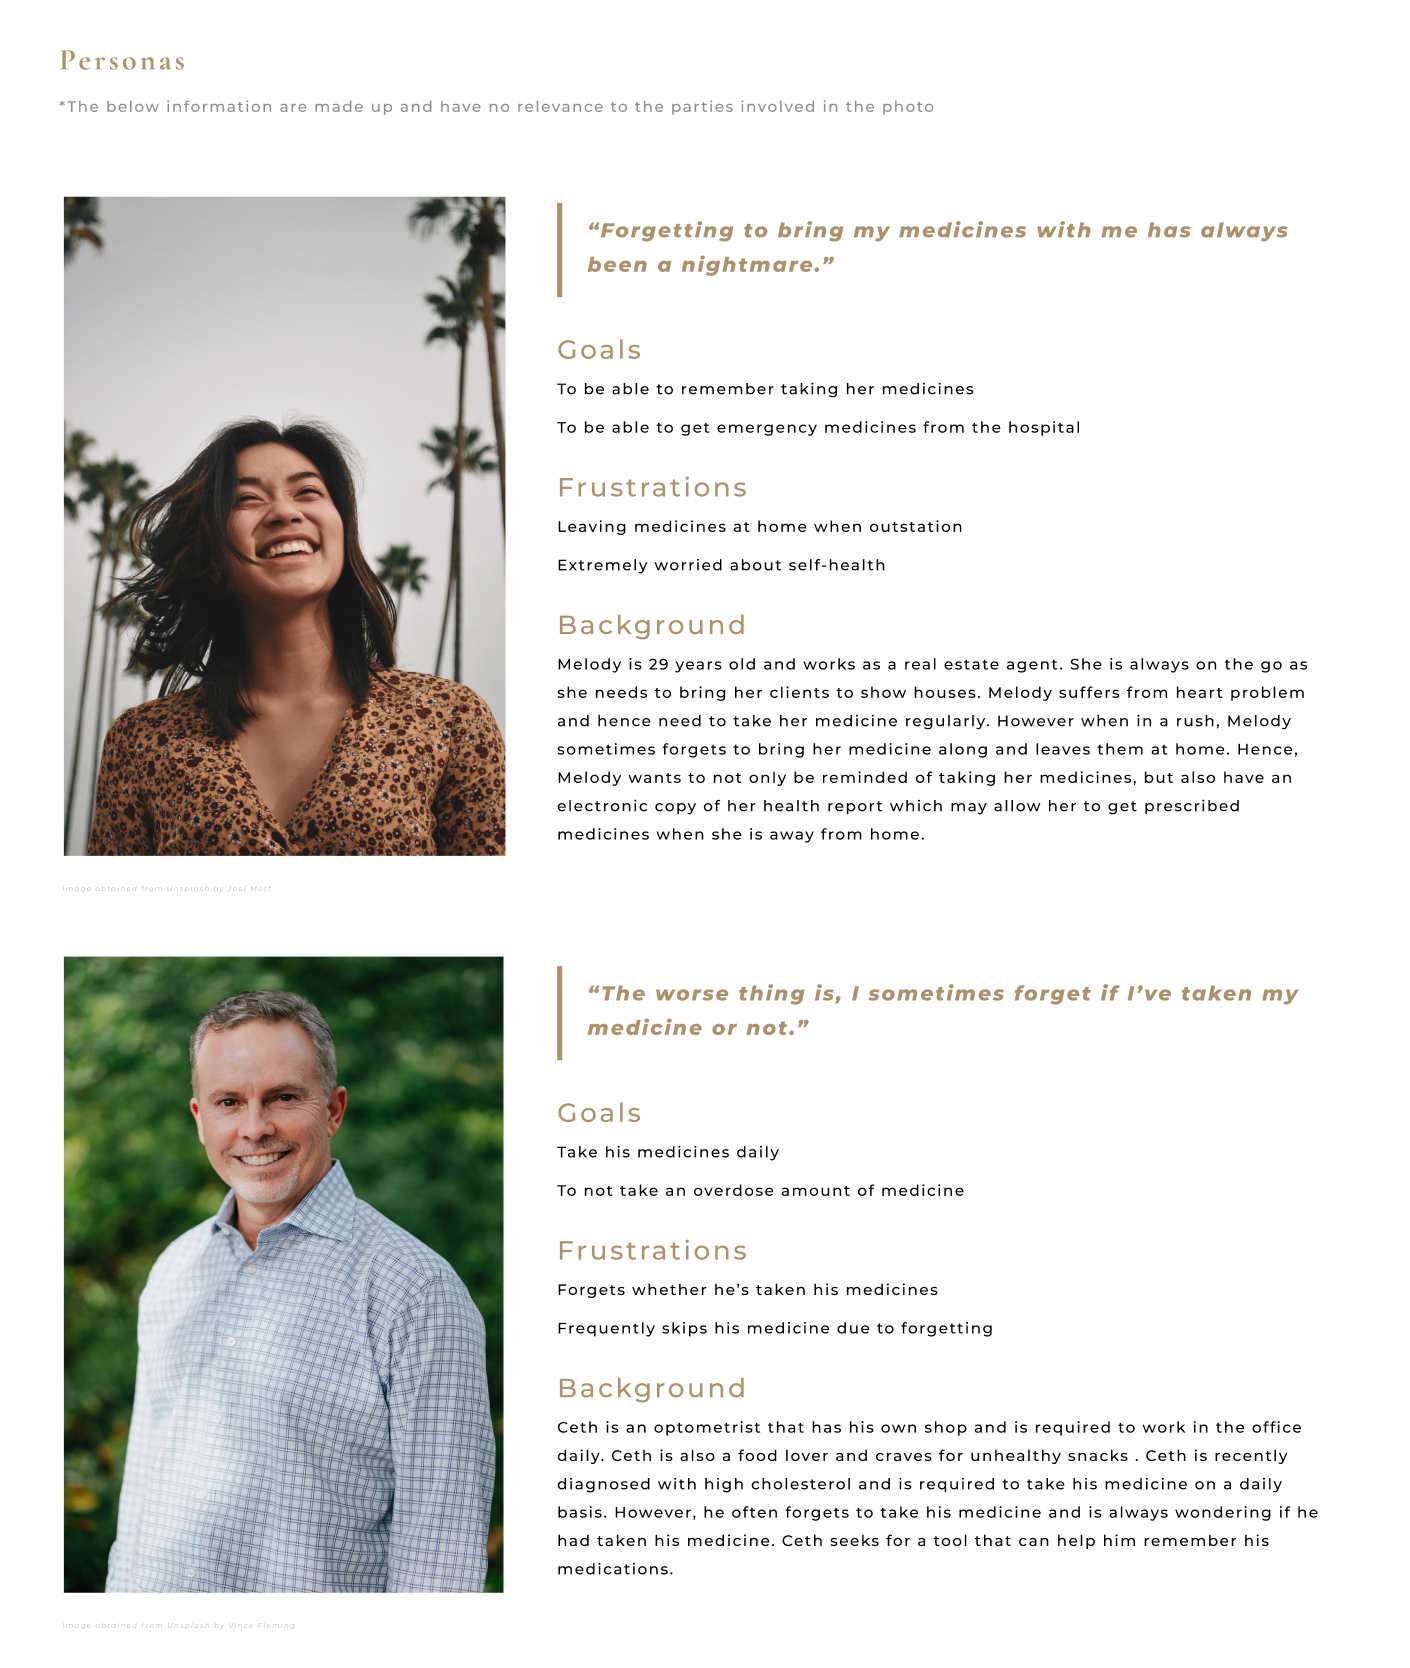 Personas
*The below information are made up and have no relevance to the parties involved in the photo
“Forgetting to bring my medicines with me has always
been a nightmare.”
Goals
To be able to remember taking her medicines
To be able to get emergency medicines from the hospital
Frustrations
Leaving medicines at home when outstation
Extremely worried about self-health
Background
Melody is 29 years old and works as a real estate agent. She is always on the go as
she needs to bring her clients to show houses. Melody suffers from heart problem
and hence need to take her medicine regularly. However when in a rush, Melody
sometimes forgets to bring her medicine along and leaves them at home. Hence,
Melody wants to not only be reminded of taking her medicines, but also have an
electronic copy of her health report which may allow her to get prescribed
medicines when she is away from home.
Image obtained from Unsplash by Joel Mott
“The worse thing is, I sometimes forget if I’ve taken my
medicine or not.”
Goals
Take his medicines daily
To not take an overdose amount of medicine
Frustrations
Forgets whether he’s taken his medicines
Frequently skips his medicine due to forgetting
Background
Ceth is an optometrist that has his own shop and is required to work in the office
daily. Ceth is also a food lover and craves for unhealthy snacks . Ceth is recently
diagnosed with high cholesterol and is required to take his medicine on a daily
basis. However, he often forgets to take his medicine and is always wondering if he
had taken his medicine. Ceth seeks for a tool that can help him remember his
medications.
Image obtained from Unsplash by Vince Fleming